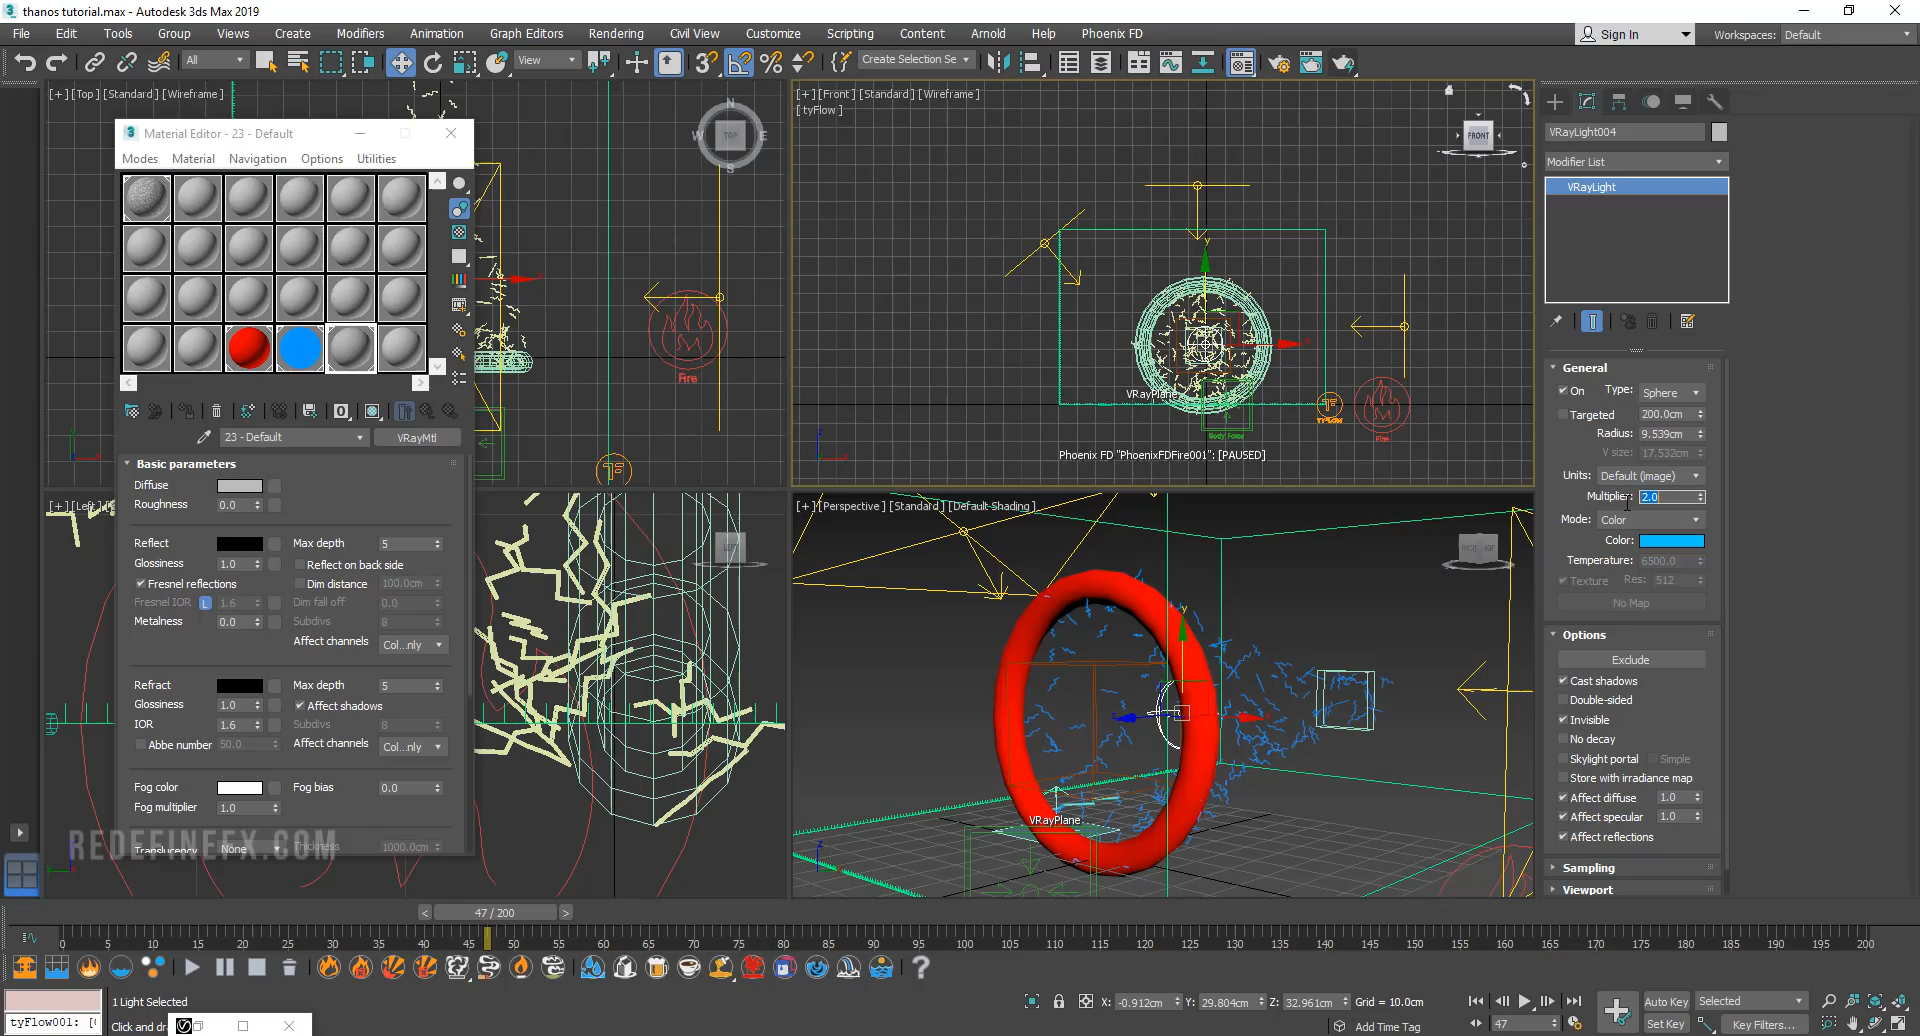 thanos tutorial.max - Autodesk 3ds Max 2019
File Edit Tools Group Views Create Modifiers Animation Graph Editors Rendering Civil View Customize Scripting Content Arnold Help Phoenix FD
Sign In Workspaces: Default
All View Create Selection Se
[+] [Top] [Standard] [Wireframe]
[+] [Front] [Standard] [Wireframe]
[tyFlow]
TOP N E S W
FRONT
Material Editor - 23 - Default
Modes Material Navigation Options Utilities
23 - Default VRayMtl
Basic parameters
Diffuse
Roughness 0.0
Reflect Max depth 5
Glossiness 1.0 Reflect on back side
Fresnel reflections Dim distance 100.0cm
Fresnel IOR L 1.6 Dim fall off 0.0
Metalness 0.0 Subdivs 8
Affect channels Col...nly
Refract Max depth 5
Glossiness 1.0 Affect shadows
IOR 1.6 Subdivs 8
Abbe number 50.0 Affect channels Col...nly
Fog color Fog bias 0.0
Fog multiplier 1.0
Translucency None Thickness 1000.0cm
REDEFINEFX.COM
Fire
VRayPlane
Body Force
Fire
Phoenix FD "PhoenixFDFire001": [PAUSED]
[+] [Left]
[+] [Perspective] [Standard] [Default Shading]
VRayPlane
VRayLight004
Modifier List
VRayLight
General
On Type: Sphere
Targeted 200.0cm
Radius: 9.539cm
V size: 17.532cm
Units: Default (image)
Multiplier: 2.0
Mode: Color
Color:
Temperature: 6500.0
Texture Res: 512
No Map
Options
Exclude
Cast shadows
Double-sided
Invisible
No decay
Skylight portal Simple
Store with irradiance map
Affect diffuse 1.0
Affect specular 1.0
Affect reflections
Sampling
Viewport
< 47 / 200 >
0 5 10 15 20 25 30 35 40 45 50 55 60 65 70 75 80 85 90 95 100 105 110 115 120 125 130 135 140 145 150 155 160 165 170 175 180 185 190 195 200
1 Light Selected
X: -0.912cm Y: 29.804cm Z: 32.961cm Grid = 10.0cm
Auto Key Selected
tyFlow001: [ Click and dra
Add Time Tag
47 Set Key Key Filters...